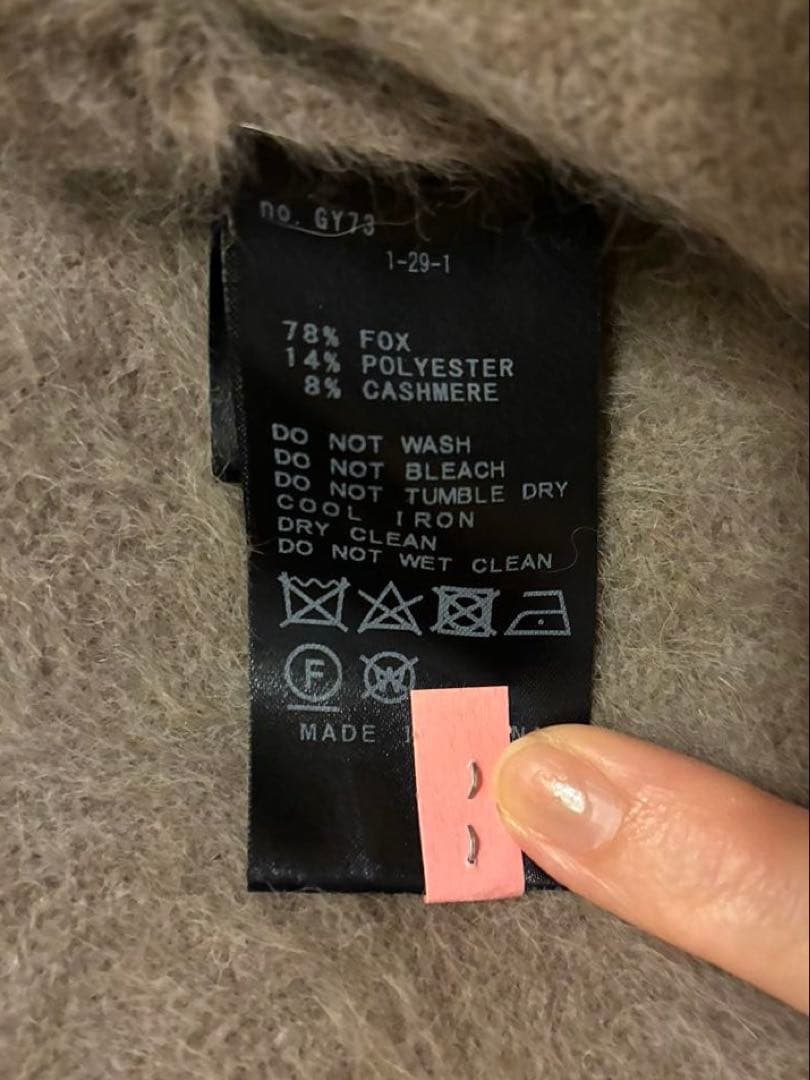 no. GY73
1-29-1
78% FOX
14% POLYESTER
8% CASHMERE
DO NOT WASH
DO NOT BLEACH
DO NOT TUMBLE DRY
COOL IRON
DRY CLEAN
DO NOT WET CLEAN
F W
MADE